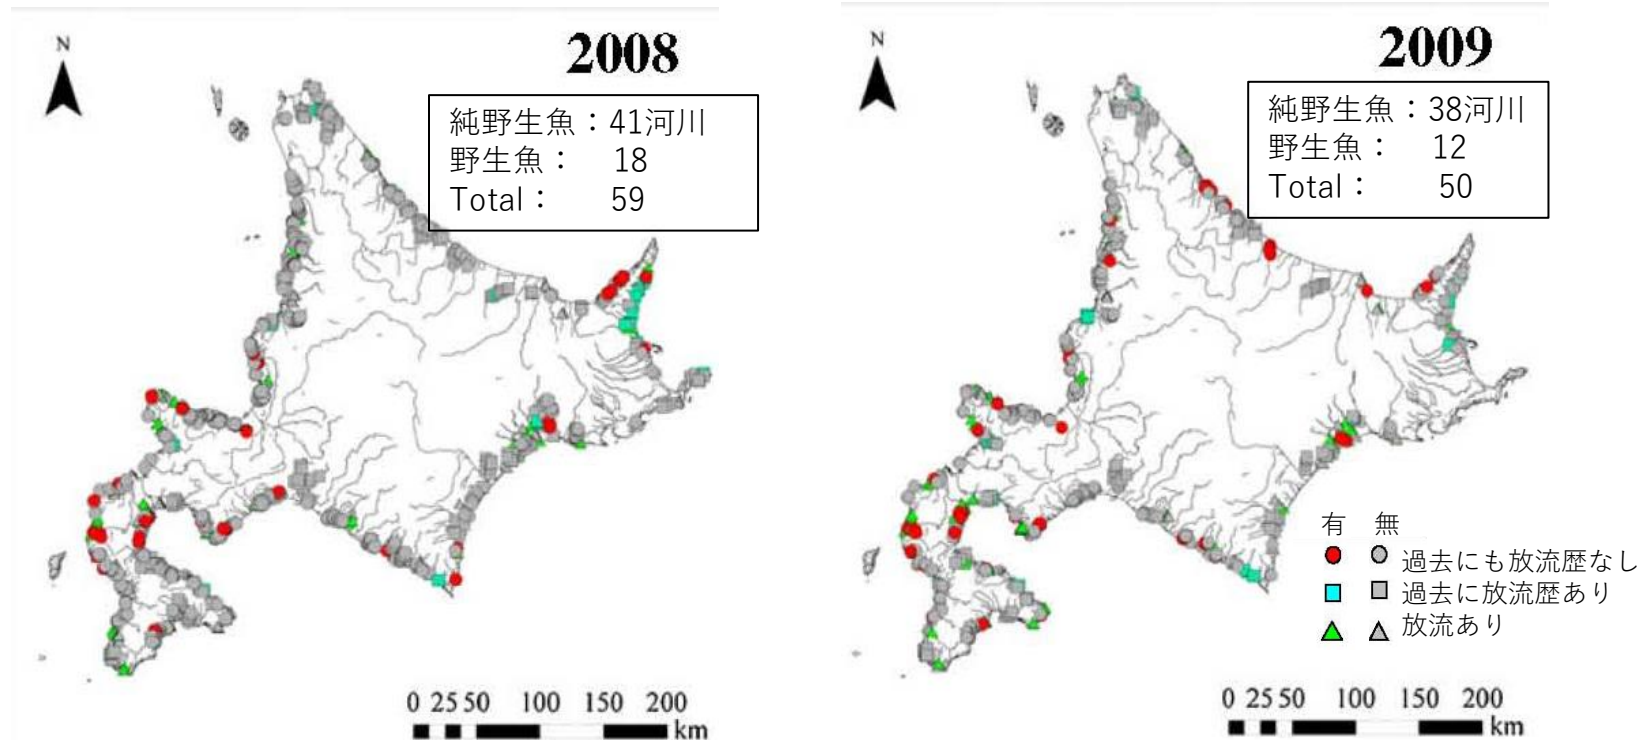 N
2008
純野生魚：41河川
野生魚： 18
Total： 59
0 25 50 100 150 200
km
N
2009
純野生魚：38河川
野生魚： 12
Total： 50
有 無
過去にも放流歴なし
過去に放流歴あり
放流あり
0 25 50 100 150 200
km